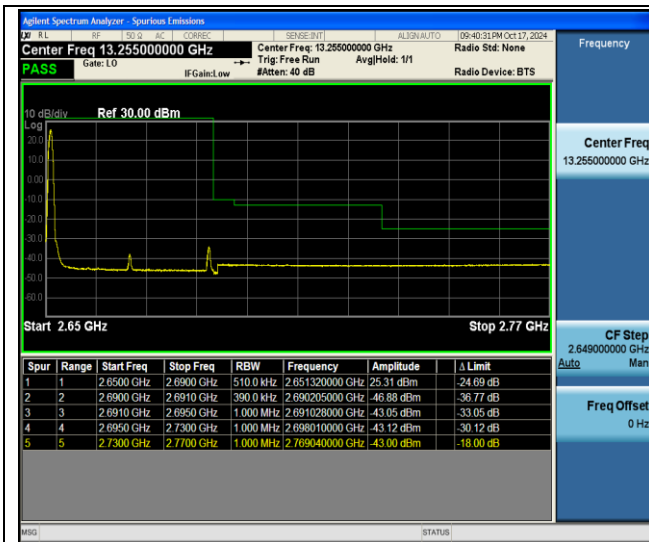 Agilent Spectrum Analyzer - Spurious Emissions
RL RF 50 Ω AC CORREC SENSE:INT ALIGNAUTO 09:40:31PM Oct 17, 2024
Center Freq 13.255000000 GHz Center Freq: 13.255000000 GHz Radio Std: None
PASS Gate: LO IFGain:Low Trig: Free Run Avg|Hold: 1/1
#Atten: 40 dB Radio Device: BTS
Frequency
10 dB/div Ref 30.00 dBm
Log
20.0
10.0
0.00
-10.0
-20.0
-30.0
-40.0
-50.0
-60.0
Start 2.65 GHz Stop 2.77 GHz
Center Freq
13.255000000 GHz
CF Step
2.649000000 GHz
Auto Man
Freq Offset
0 Hz
Spur Range Start Freq Stop Freq RBW Frequency Amplitude Δ Limit
1 1 2.6500 GHz 2.6900 GHz 510.0 kHz 2.651320000 GHz 25.31 dBm -24.69 dB
2 2 2.6900 GHz 2.6910 GHz 390.0 kHz 2.690205000 GHz -46.88 dBm -36.77 dB
3 3 2.6910 GHz 2.6950 GHz 1.000 MHz 2.691028000 GHz -43.05 dBm -33.05 dB
4 4 2.6950 GHz 2.7300 GHz 1.000 MHz 2.698010000 GHz -43.12 dBm -30.12 dB
5 5 2.7300 GHz 2.7700 GHz 1.000 MHz 2.769040000 GHz -43.00 dBm -18.00 dB
MSG STATUS